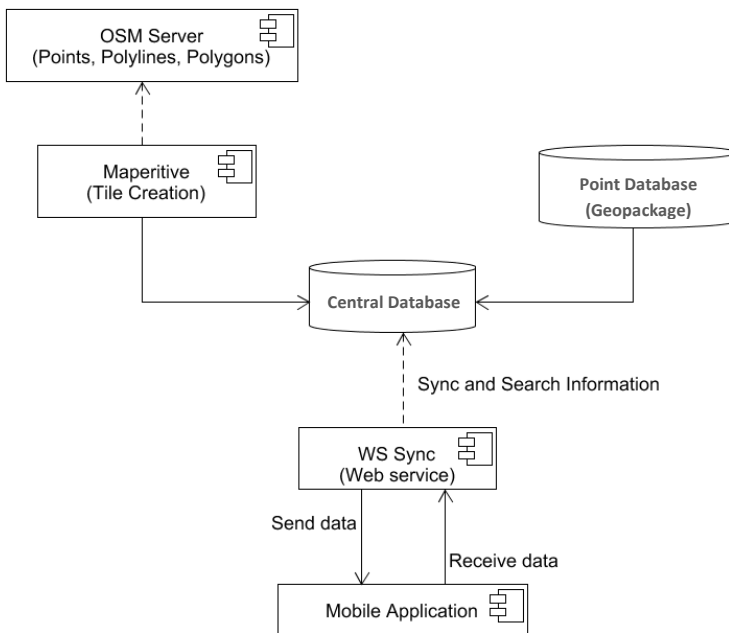 OSM Server
(Points, Polylines, Polygons)
Maperitive
(Tile Creation)
Point Database
(Geopackage)
Central Database
Sync and Search Information
WS Sync
(Web service)
Send data
Receive data
Mobile Application